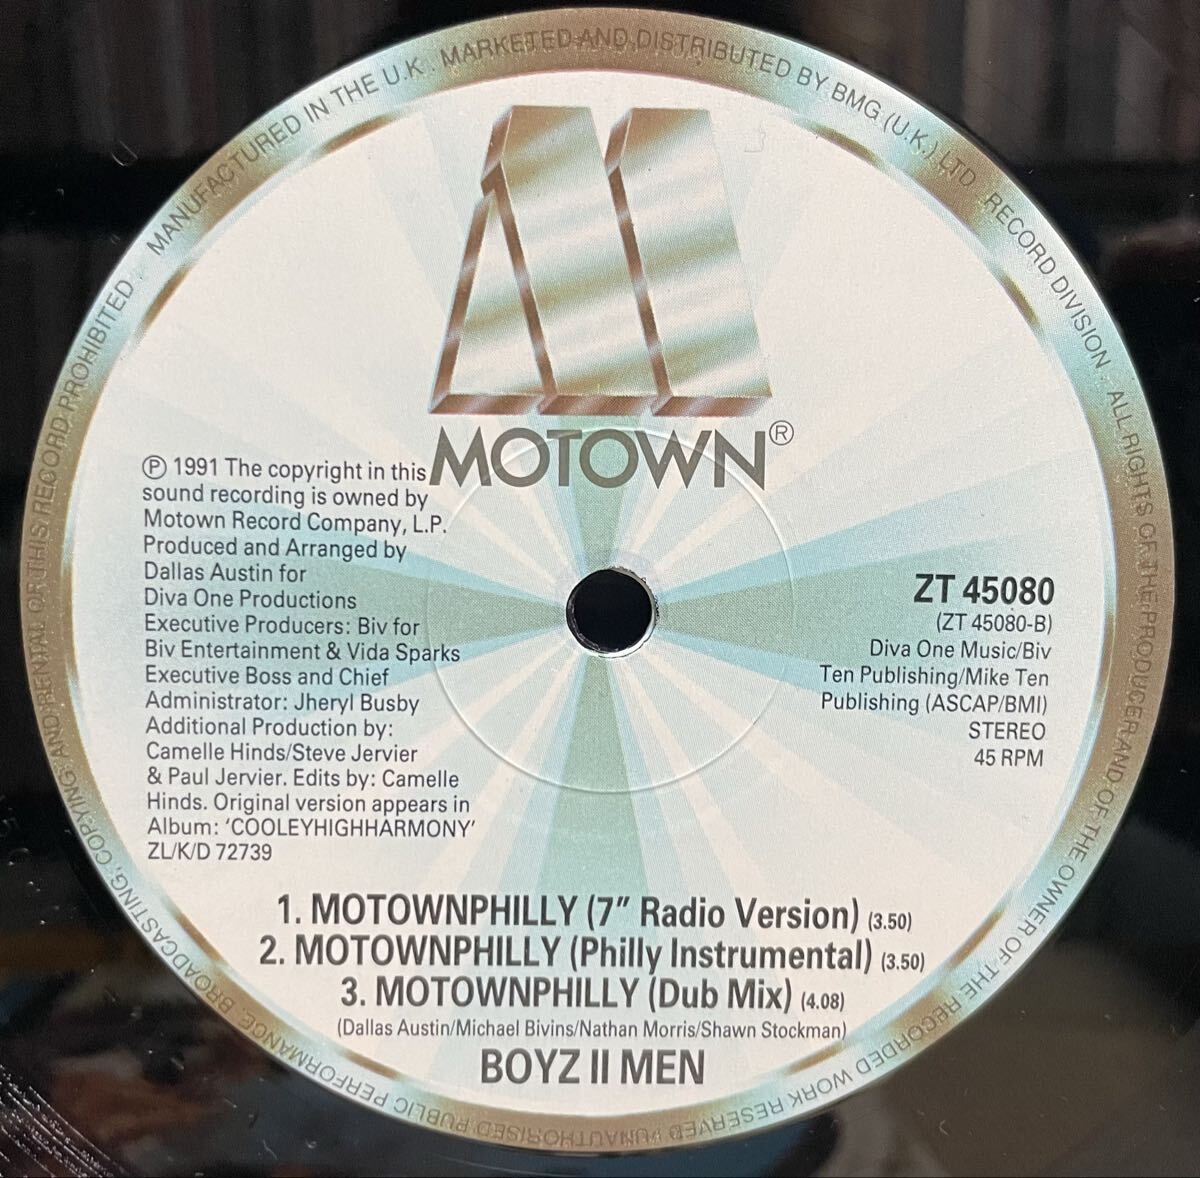 MANUFACTURED IN THE U.K. MARKETED AND DISTRIBUTED BY BMG (U.K.) LTD. RECORD DIVISION. ALL RIGHTS OF THE PRODUCER AND OF THE OWNER OF THE RECORDED WORK RESERVED. UNAUTHORISED PUBLIC PERFORMANCE, BROADCASTING, COPYING AND RENTAL OF THIS RECORD PROHIBITED.
MOTOWN®
℗ 1991 The copyright in this
sound recording is owned by
Motown Record Company, L.P.
Produced and Arranged by
Dallas Austin for
Diva One Productions
Executive Producers: Biv for
Biv Entertainment & Vida Sparks
Executive Boss and Chief
Administrator: Jheryl Busby
Additional Production by:
Camelle Hinds/Steve Jervier
& Paul Jervier. Edits by: Camelle
Hinds. Original version appears in
Album: ‘COOLEYHIGHHARMONY’
ZL/K/D 72739
ZT 45080
(ZT 45080-B)
Diva One Music/Biv
Ten Publishing/Mike Ten
Publishing (ASCAP/BMI)
STEREO
45 RPM
1. MOTOWNPHILLY (7” Radio Version) (3.50)
2. MOTOWNPHILLY (Philly Instrumental) (3.50)
3. MOTOWNPHILLY (Dub Mix) (4.08)
(Dallas Austin/Michael Bivins/Nathan Morris/Shawn Stockman)
BOYZ II MEN